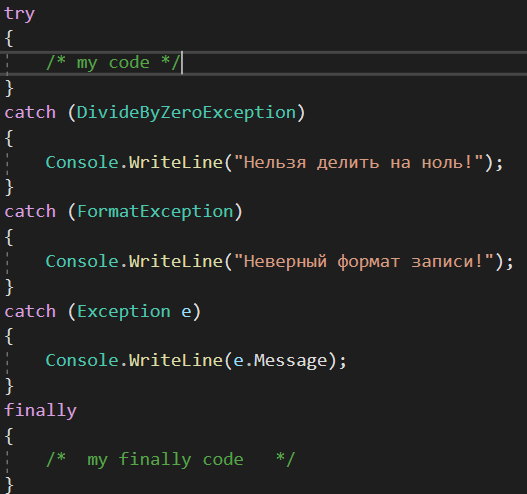 try
{
    /* my code */
}
catch (DivideByZeroException)
{
    Console.WriteLine("Нельзя делить на ноль!");
}
catch (FormatException)
{
    Console.WriteLine("Неверный формат записи!");
}
catch (Exception e)
{
    Console.WriteLine(e.Message);
}
finally
{
    /*  my finally code   */
}